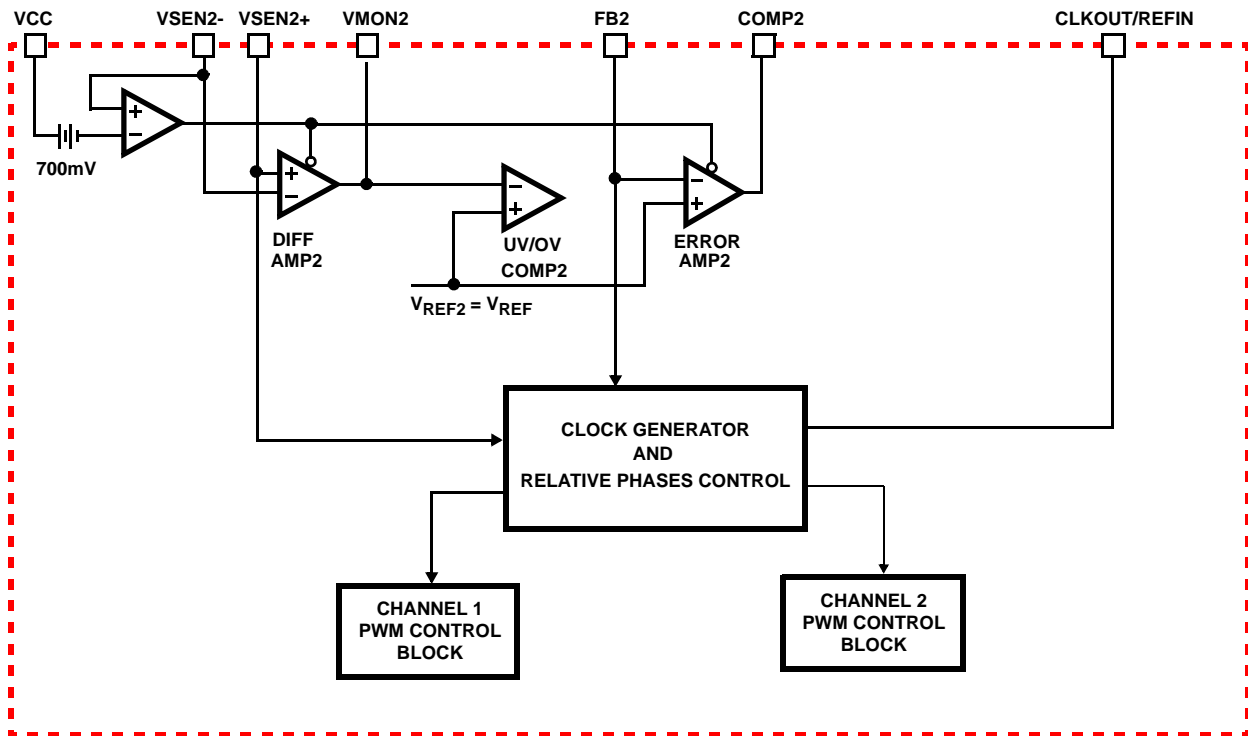 VCC VSEN2- VSEN2+ VMON2 FB2 COMP2 CLKOUT/REFIN
+
−
700mV
+
−
DIFF
AMP2
−
+
UV/OV
COMP2
−
+
ERROR
AMP2
VREF2 = VREF
CLOCK GENERATOR
AND
RELATIVE PHASES CONTROL
CHANNEL 1
PWM CONTROL
BLOCK
CHANNEL 2
PWM CONTROL
BLOCK